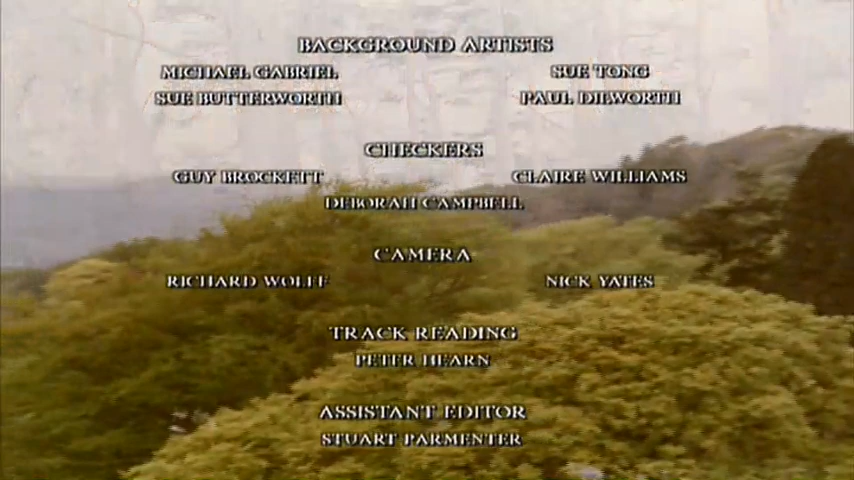 BACKGROUND ARTISTS
MICHAEL GABRIEL SUE TONG
SUE BUTTERWORTH PAUL DILWORTH
CHECKERS
GUY BROCKETT CLAIRE WILLIAMS
DEBORAH CAMPBELL
CAMERA
RICHARD WOLFF NICK YATES
TRACK READING
PETER HEARN
ASSISTANT EDITOR
STUART PARMENTER